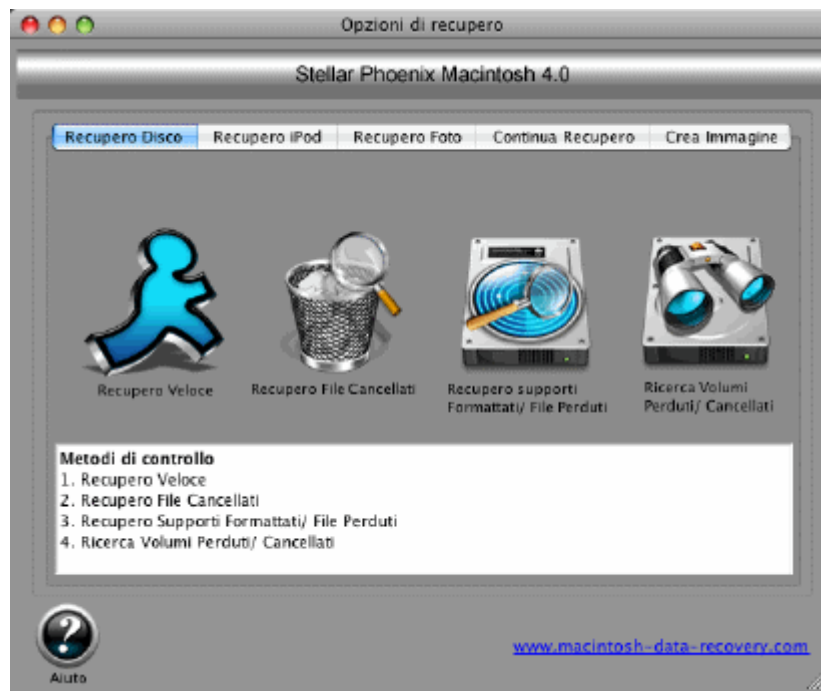 Opzioni di recupero
Stellar Phoenix Macintosh 4.0
Recupero Disco
Recupero iPod
Recupero Foto
Continua Recupero
Crea Immagine
Recupero Veloce
Recupero File Cancellati
Recupero supporti
Formattati/ File Perduti
Ricerca Volumi
Perduti/ Cancellati
Metodi di controllo
1. Recupero Veloce
2. Recupero File Cancellati
3. Recupero Supporti Formattati/ File Perduti
4. Ricerca Volumi Perduti/ Cancellati
?
Aiuto
www.macintosh-data-recovery.com